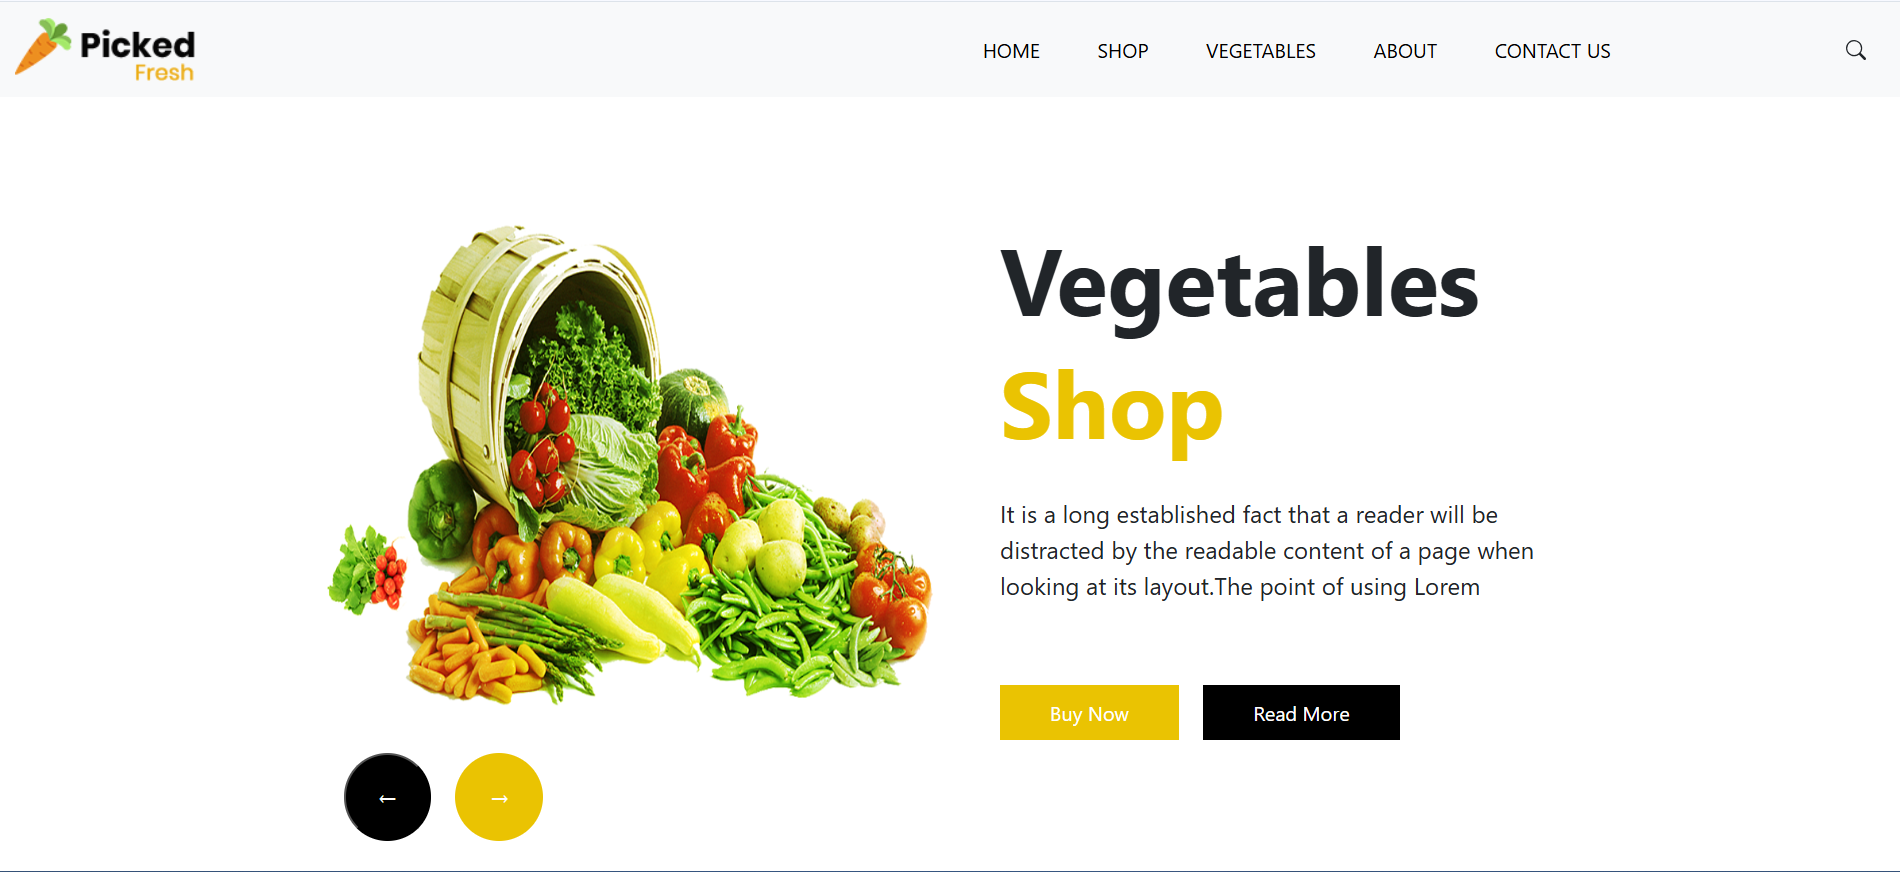 Picked
Fresh
HOME SHOP VEGETABLES ABOUT CONTACT US
Vegetables
Shop
It is a long established fact that a reader will be
distracted by the readable content of a page when
looking at its layout.The point of using Lorem
Buy Now Read More
← →